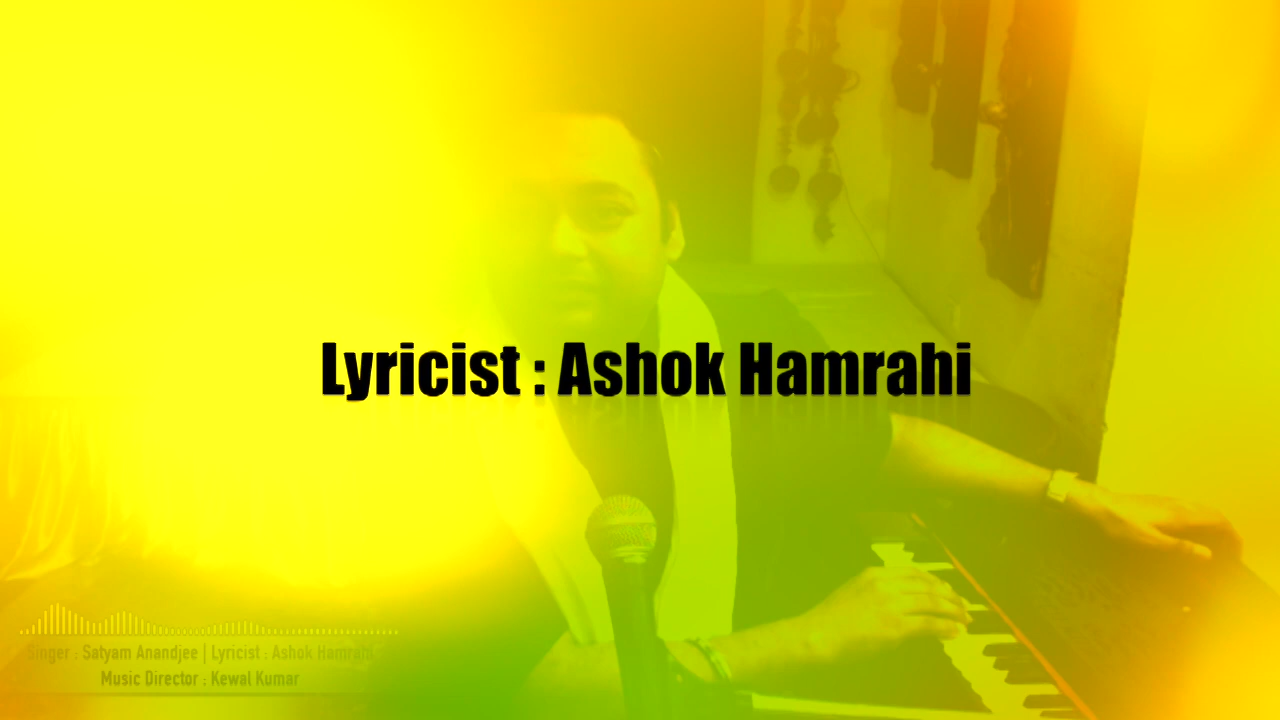 Lyricist : Ashok Hamrahi
Singer : Satyam Anandjee | Lyricist : Ashok Hamrahi
Music Director : Kewal Kumar